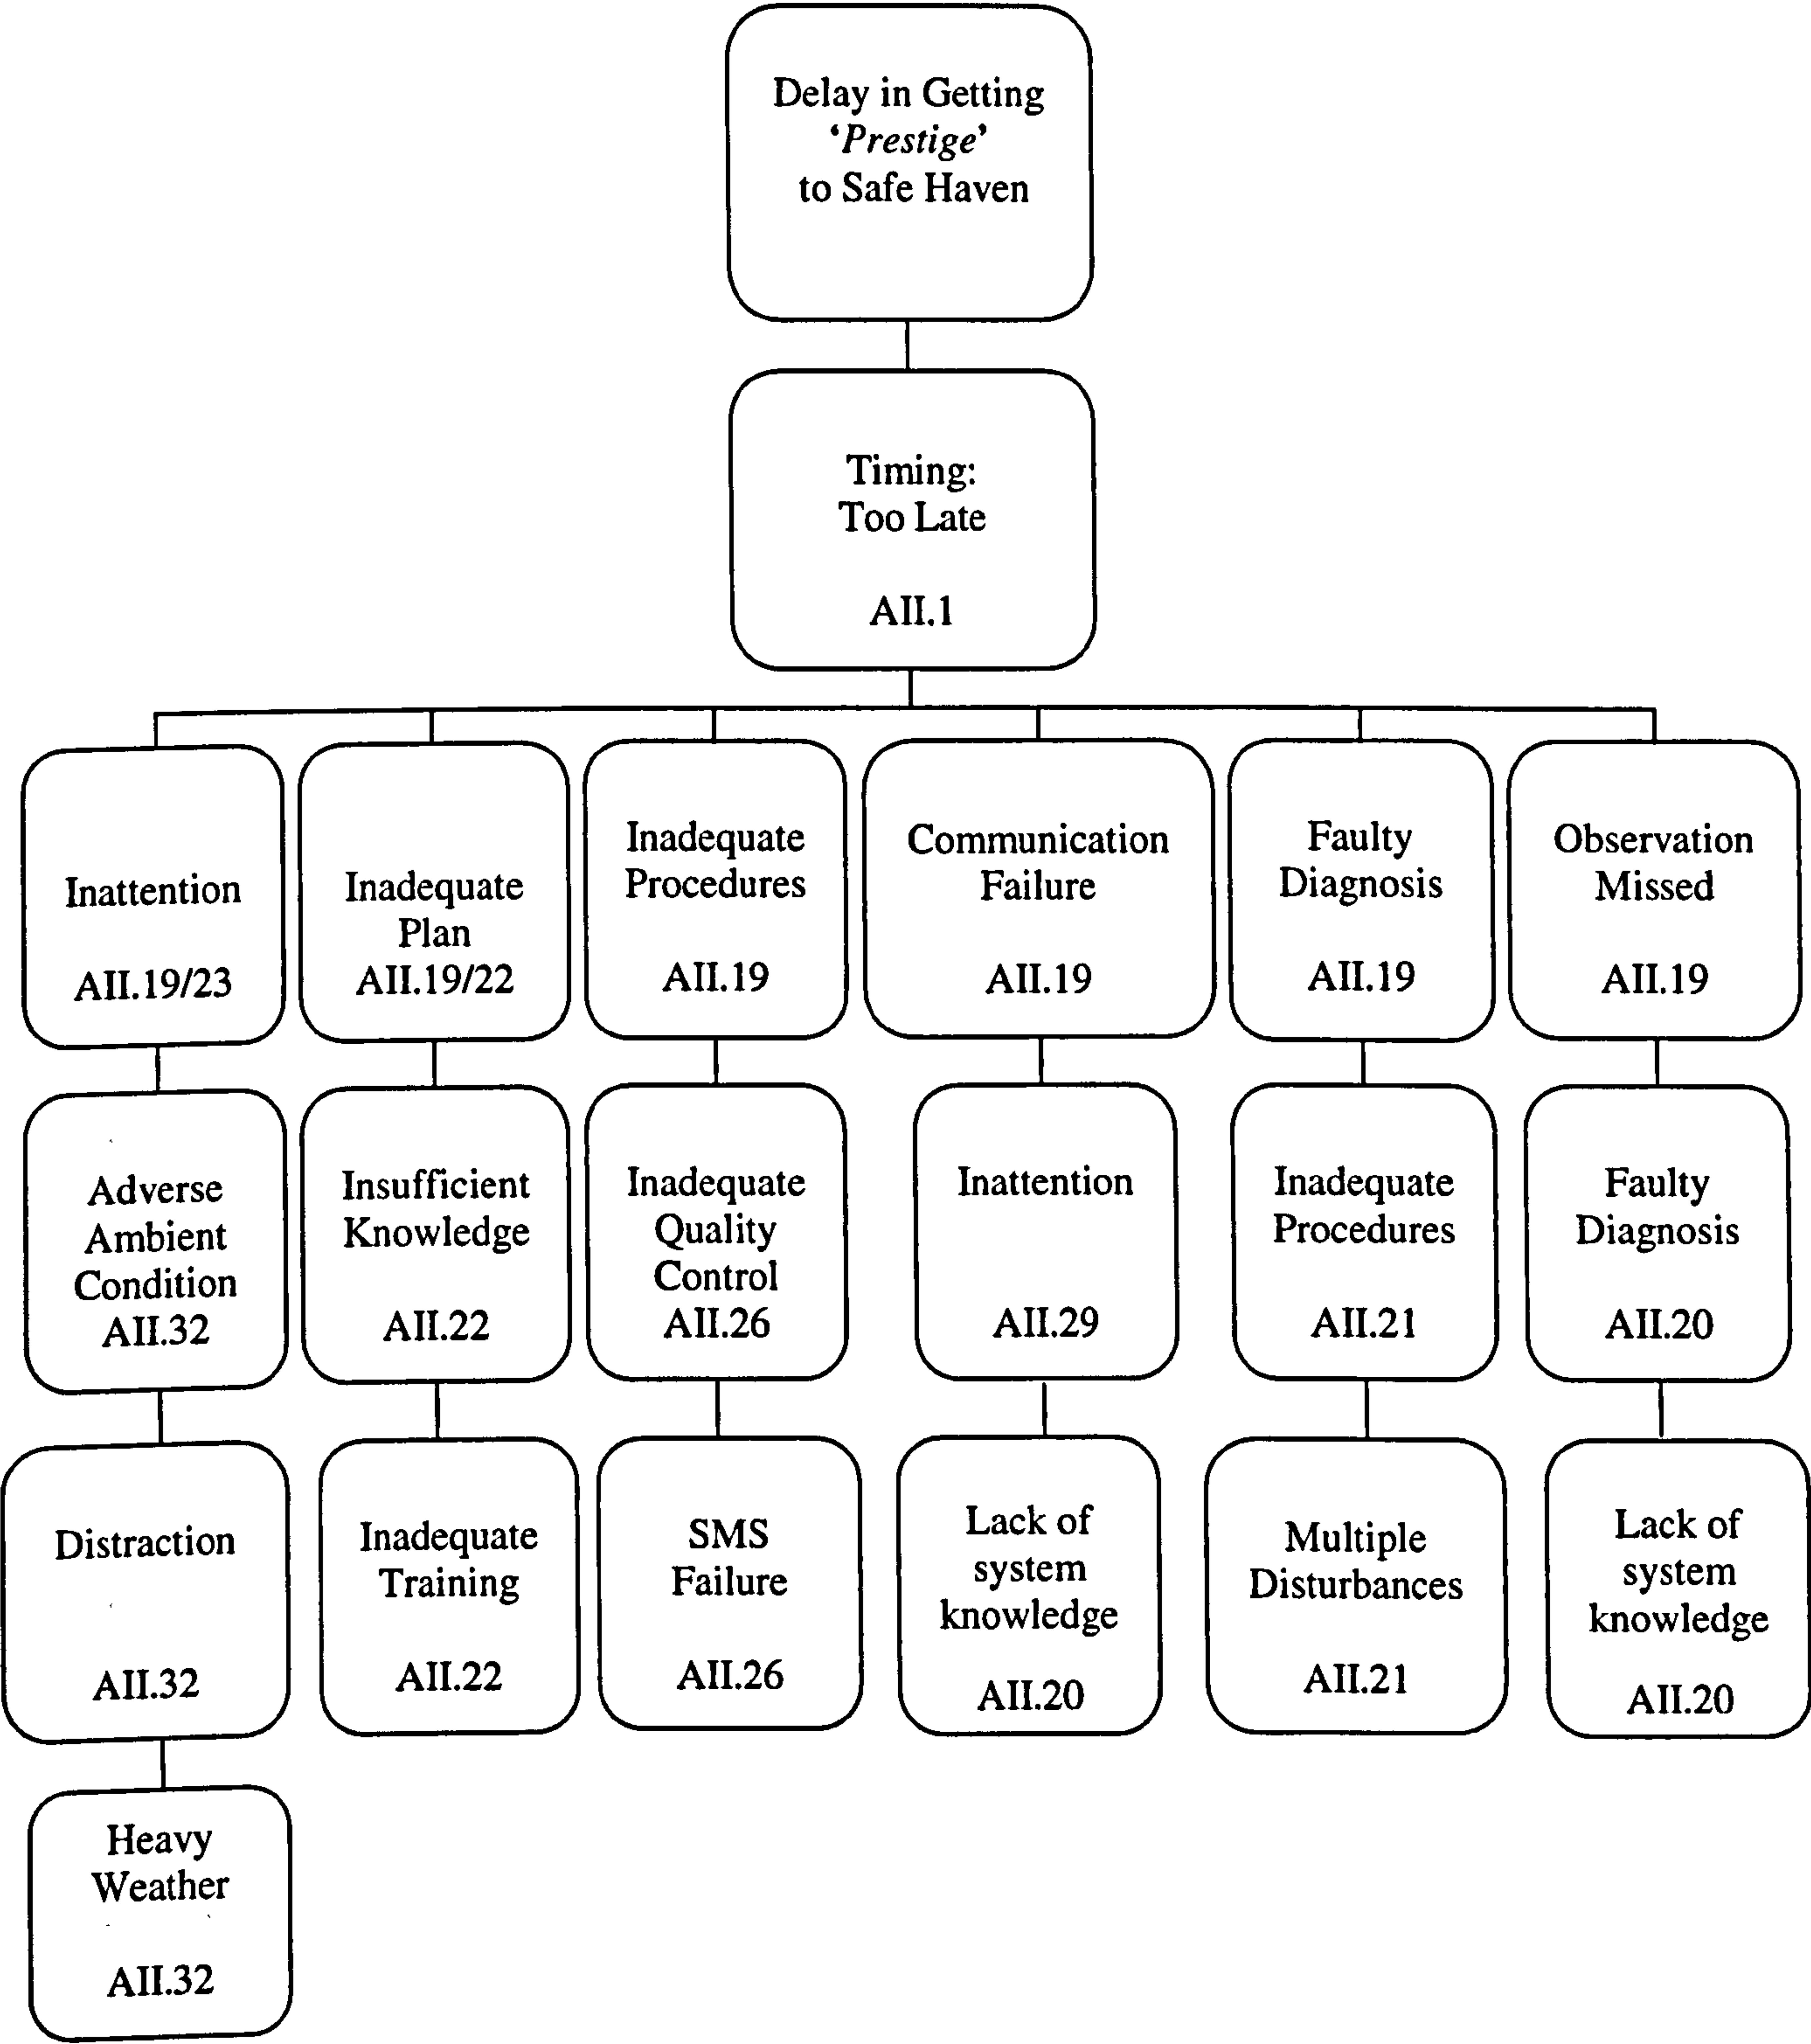 Delay in Getting
‘Prestige’
to Safe Haven
Timing:
Too Late
AII.1
Inattention
AII.19/23
Inadequate
Plan
AII.19/22
Inadequate
Procedures
AII.19
Communication
Failure
AII.19
Faulty
Diagnosis
AII.19
Observation
Missed
AII.19
Adverse
Ambient
Condition
AII.32
Insufficient
Knowledge
AII.22
Inadequate
Quality
Control
AII.26
Inattention
AII.29
Inadequate
Procedures
AII.21
Faulty
Diagnosis
AII.20
Distraction
AII.32
Inadequate
Training
AII.22
SMS
Failure
AII.26
Lack of
system
knowledge
AII.20
Multiple
Disturbances
AII.21
Lack of
system
knowledge
AII.20
Heavy
Weather
AII.32